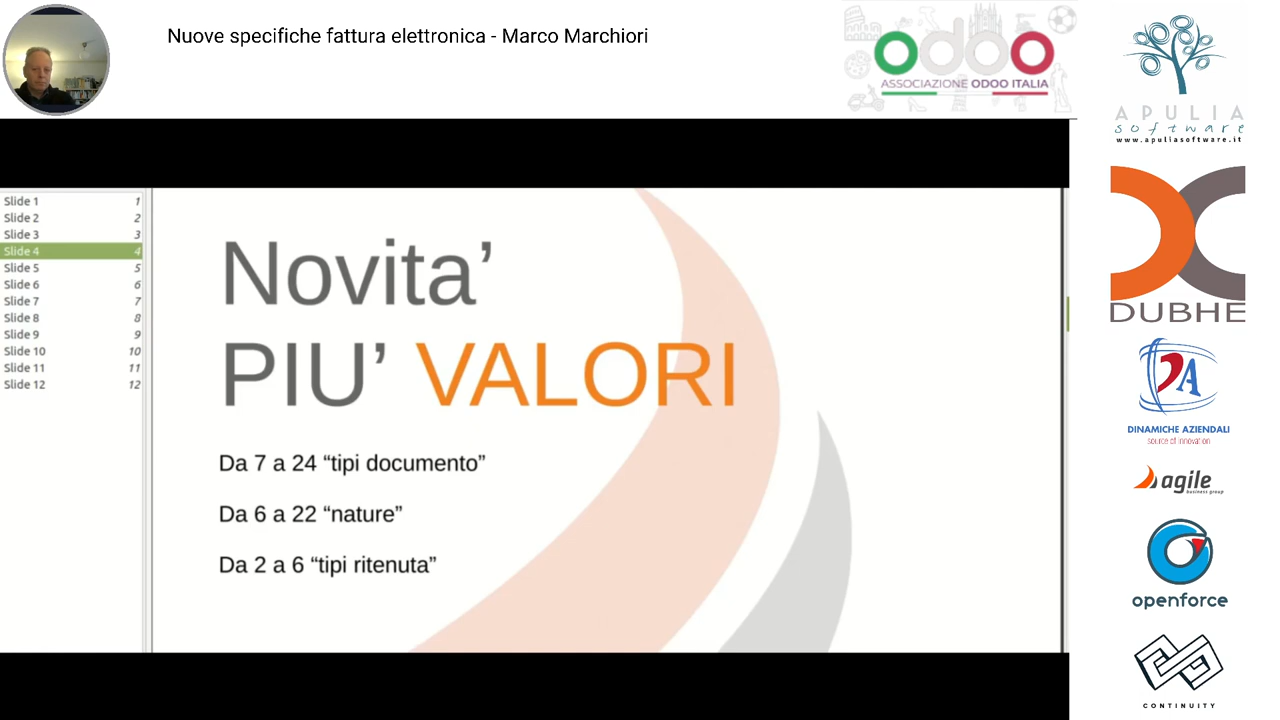 Nuove specifiche fattura elettronica - Marco Marchiori
odoo
ASSOCIAZIONE ODOO ITALIA
APULIA
software
www.apuliasoftware.it
Slide 1 1
Slide 2 2
Slide 3 3
Slide 4 4
Slide 5 5
Slide 6 6
Slide 7 7
Slide 8 8
Slide 9 9
Slide 10 10
Slide 11 11
Slide 12 12
Novita’
PIU’ VALORI
Da 7 a 24 “tipi documento”
Da 6 a 22 “nature”
Da 2 a 6 “tipi ritenuta”
DUBHE
DINAMICHE AZIENDALI
source of innovation
agile
business group
openforce
CONTINUITY